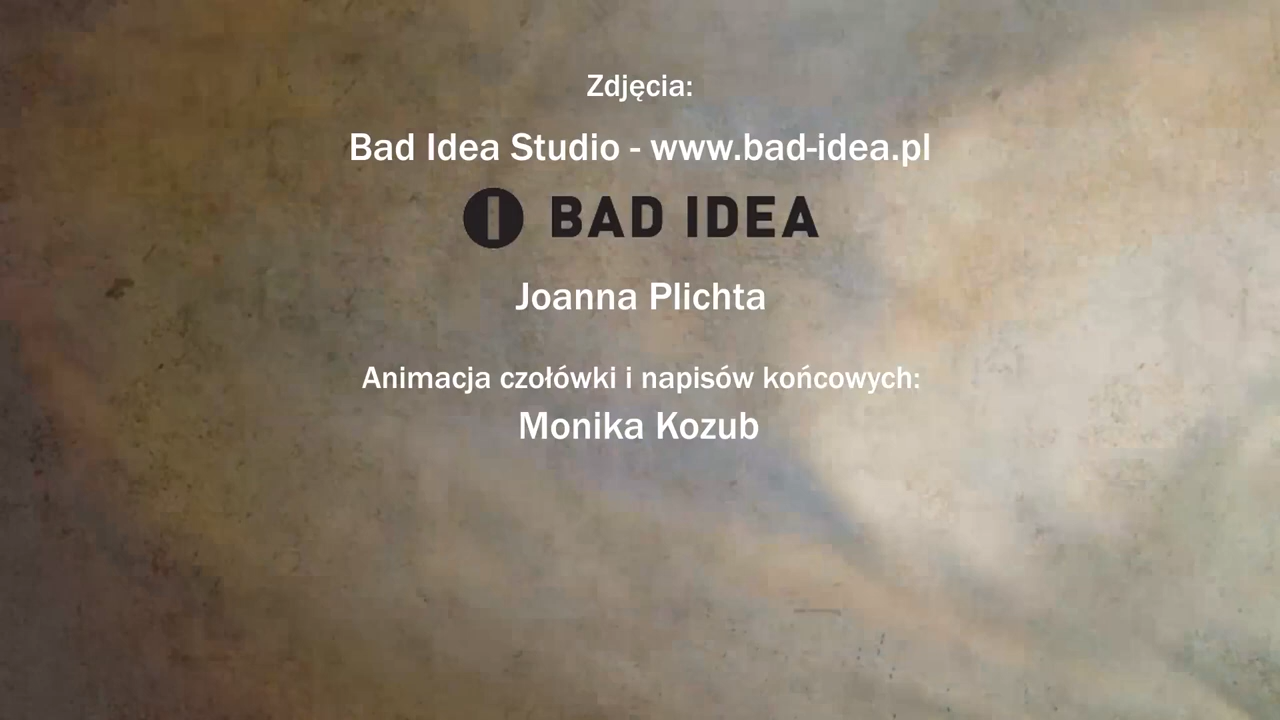 Zdjęcia:
Bad Idea Studio - www.bad-idea.pl
BAD IDEA
Joanna Plichta
Animacja czołówki i napisów końcowych:
Monika Kozub